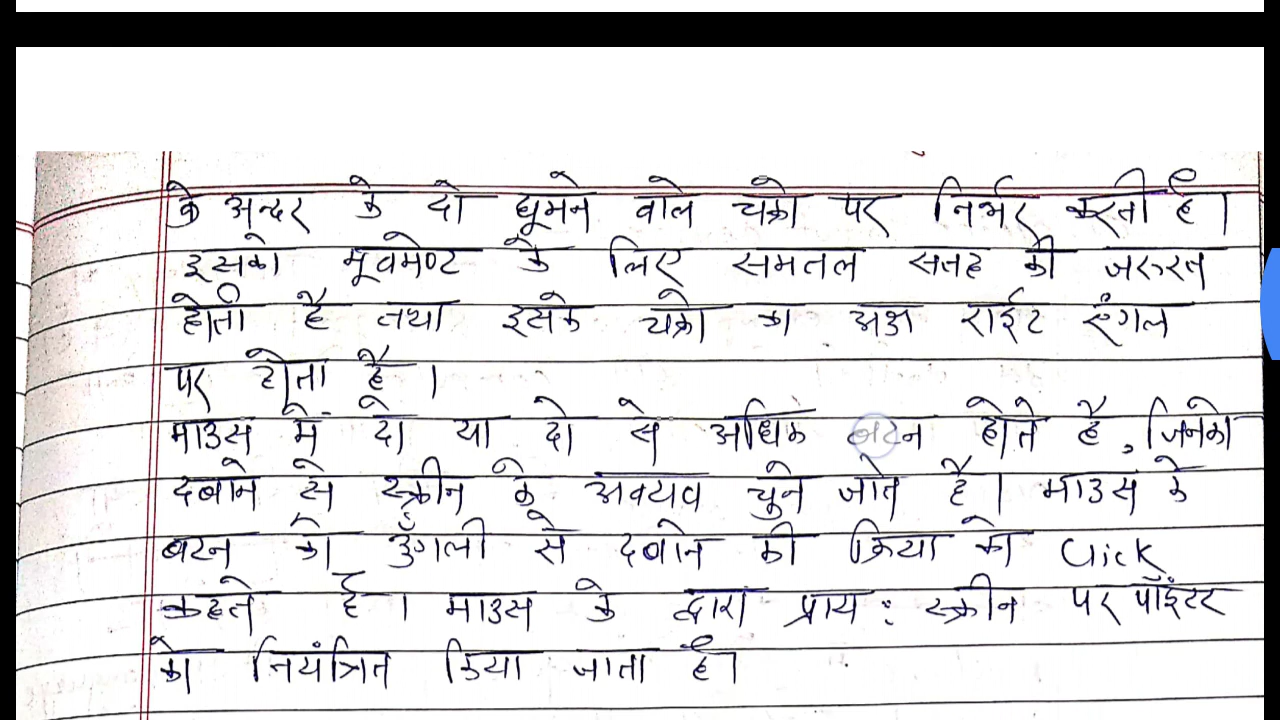 के अन्दर के दो घूमने वाले चक्रो पर निर्भर करती है।
इसको मूवमेण्ट के लिए समतल सतह की जरुरत
होती है तथा इसके चक्रो का अक्ष राईट एंगल
पर होता है।
माउस मे दो या दो से अधिक बटन होते है, जिनको
दबाने से स्क्रीन के अवयव चुने जाते है। माउस के
बटन को उँगली से दबाने की क्रिया को Click
कहते है। माउस के द्वारा प्राय: स्क्रीन पर पॉइंटर
को नियंत्रित किया जाता है।